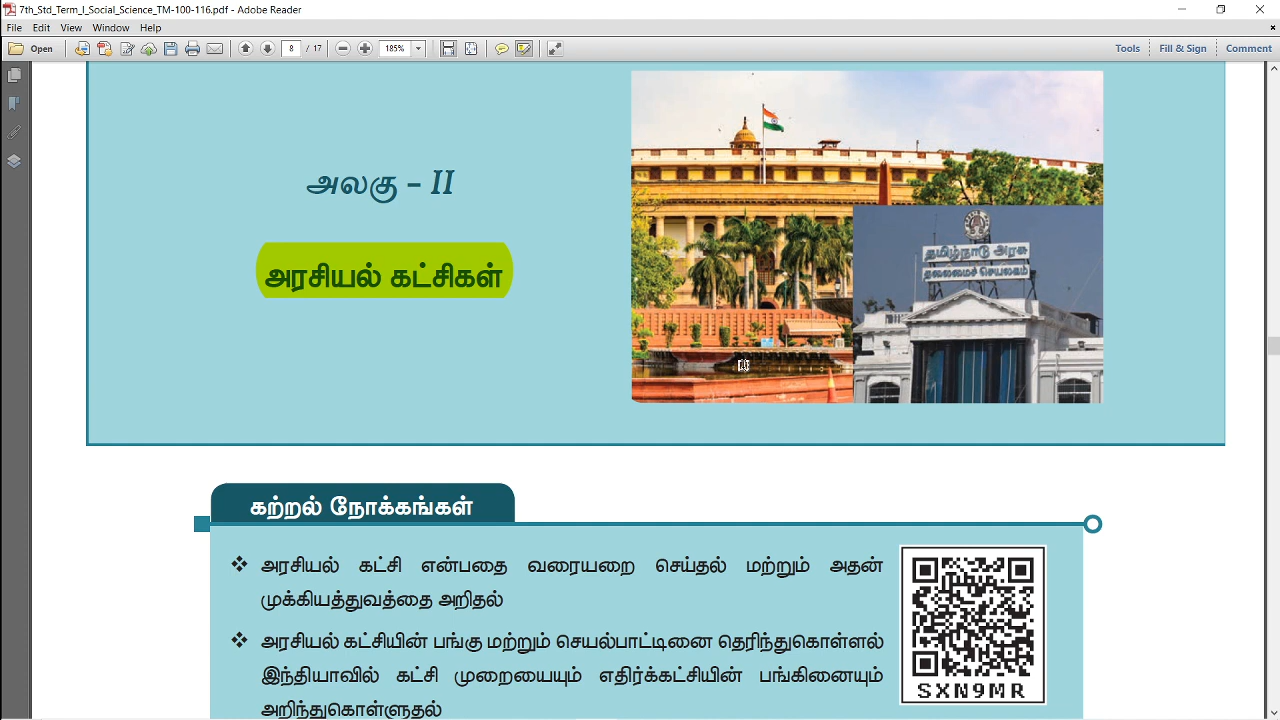 7th_Std_Term_I_Social_Science_TM-100-116.pdf - Adobe Reader
File Edit View Window Help
Open 8 / 17 185% Tools Fill & Sign Comment
அலகு – II
அரசியல் கட்சிகள்
தமிழ்நாடு அரசு
தலைமைச் செயலகம்
கற்றல் நோக்கங்கள்
❖ அரசியல் கட்சி என்பதை வரையறை செய்தல் மற்றும் அதன்
முக்கியத்துவத்தை அறிதல்
❖ அரசியல் கட்சியின் பங்கு மற்றும் செயல்பாட்டினை தெரிந்துகொள்ளல்
இந்தியாவில் கட்சி முறையையும் எதிர்க்கட்சியின் பங்கினையும்
அறிந்துகொள்ளுதல்
SXN9MR